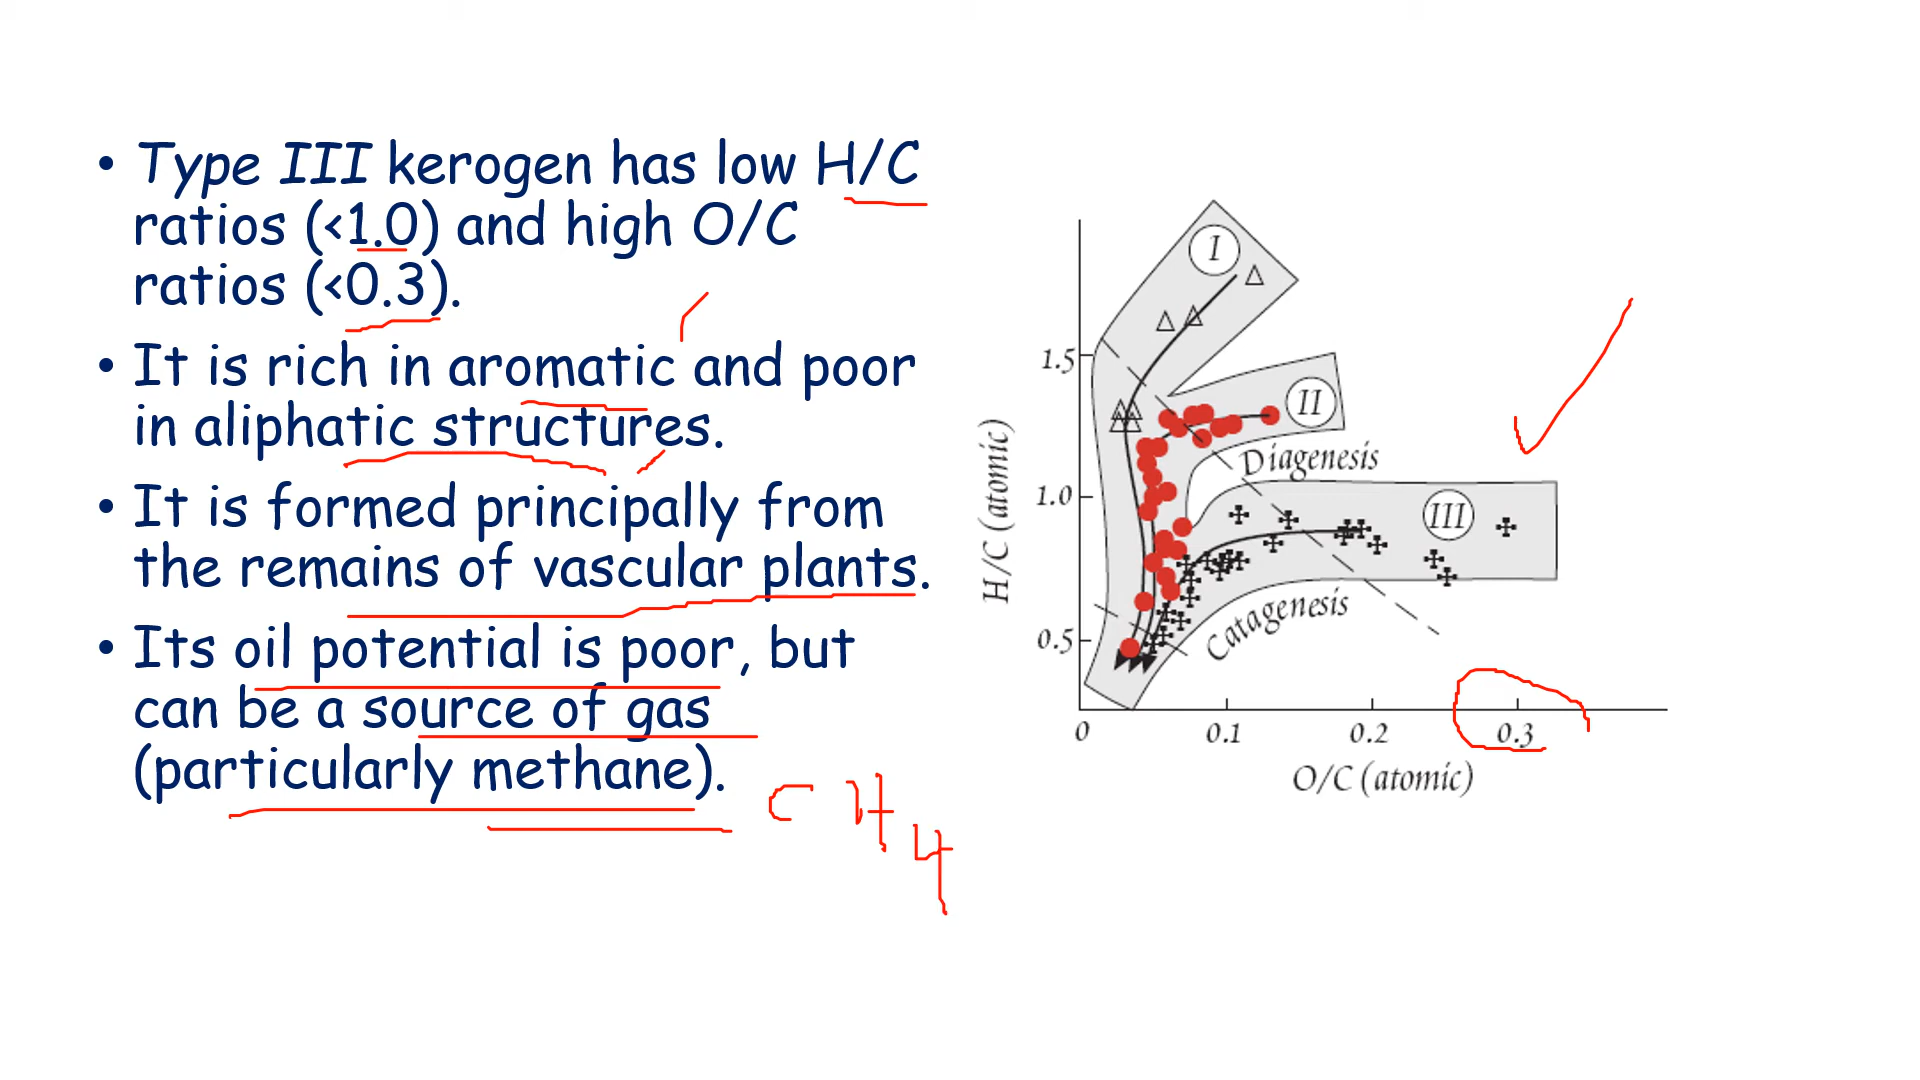 • Type III kerogen has low H/C
ratios (<1.0) and high O/C
ratios (<0.3).
• It is rich in aromatic and poor
in aliphatic structures.
• It is formed principally from
the remains of vascular plants.
• Its oil potential is poor, but
can be a source of gas
(particularly methane).
CH4
I
II
III
Diagenesis
Catagenesis
H/C (atomic)
1.5
1.0
0.5
0
0.1
0.2
0.3
O/C (atomic)